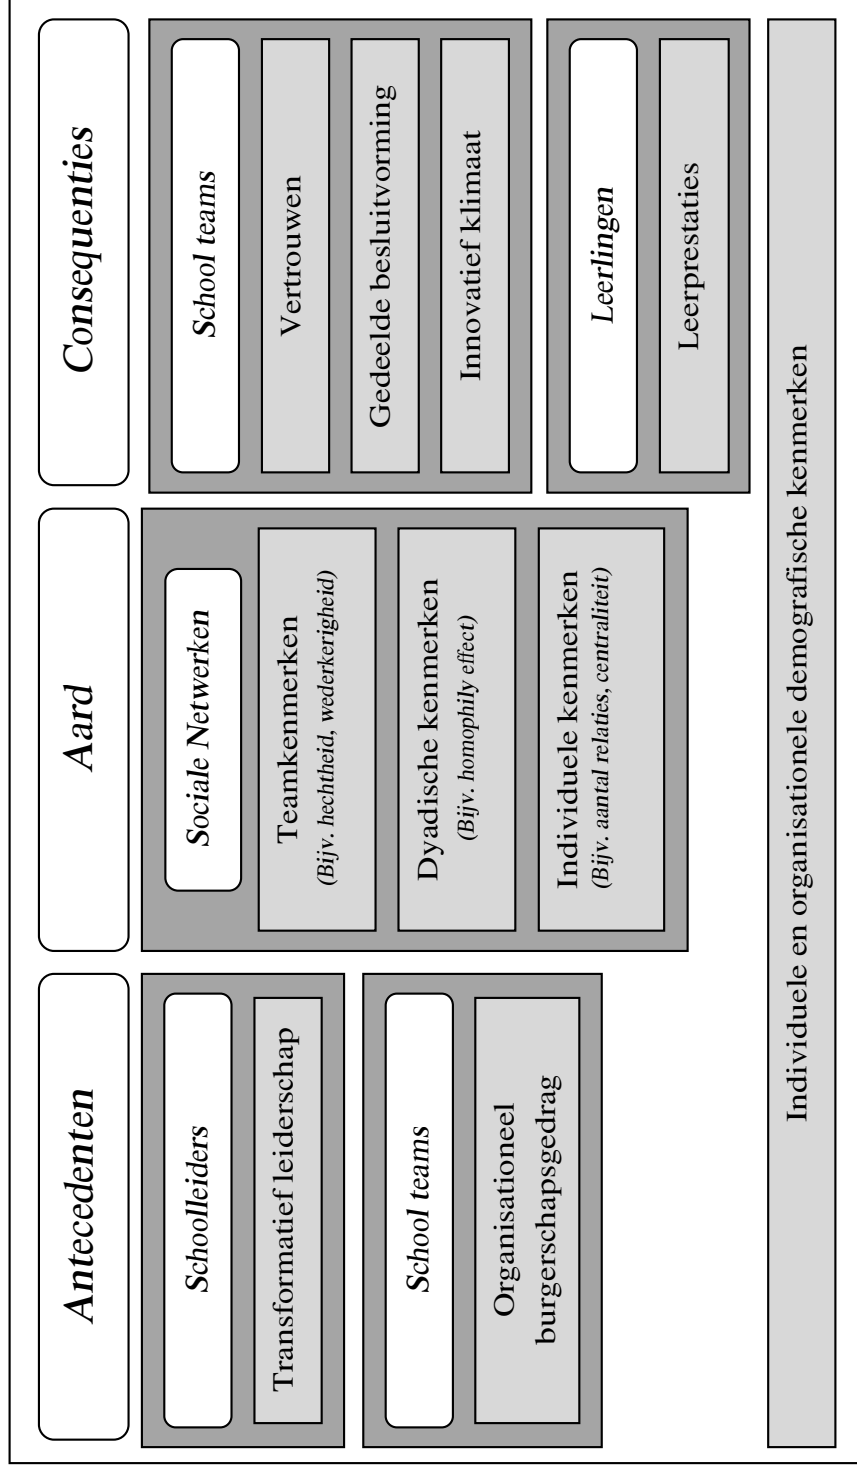 Antecedenten
Schoolleiders
Transformatief leiderschap
School teams
Organisationeel
burgerschapsgedrag
Aard
Sociale Netwerken
Teamkenmerken
(Bijv. hechtheid, wederkerigheid)
Dyadische kenmerken
(Bijv. homophily effect)
Individuele kenmerken
(Bijv. aantal relaties, centraliteit)
Consequenties
School teams
Vertrouwen
Gedeelde besluitvorming
Innovatief klimaat
Leerlingen
Leerprestaties
Individuele en organisationele demografische kenmerken